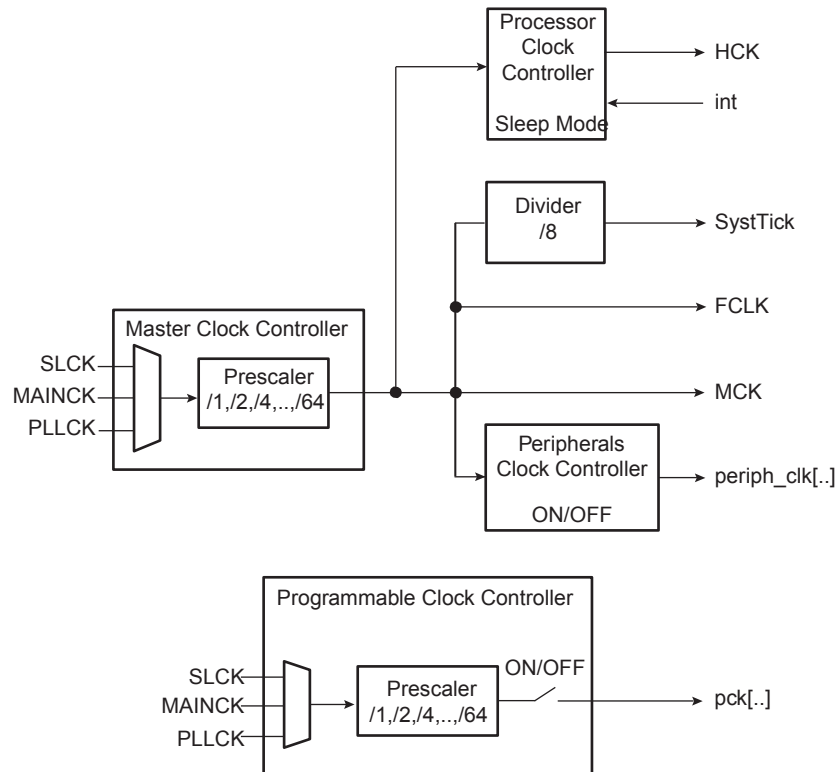 Processor
Clock
Controller
Sleep Mode
HCK
int
Divider
/8
SystTick
FCLK
Master Clock Controller
SLCK
MAINCK
PLLCK
Prescaler
/1,/2,/4,..,/64
MCK
Peripherals
Clock Controller
ON/OFF
periph_clk[..]
Programmable Clock Controller
SLCK
MAINCK
PLLCK
Prescaler
/1,/2,/4,..,/64
ON/OFF
pck[..]